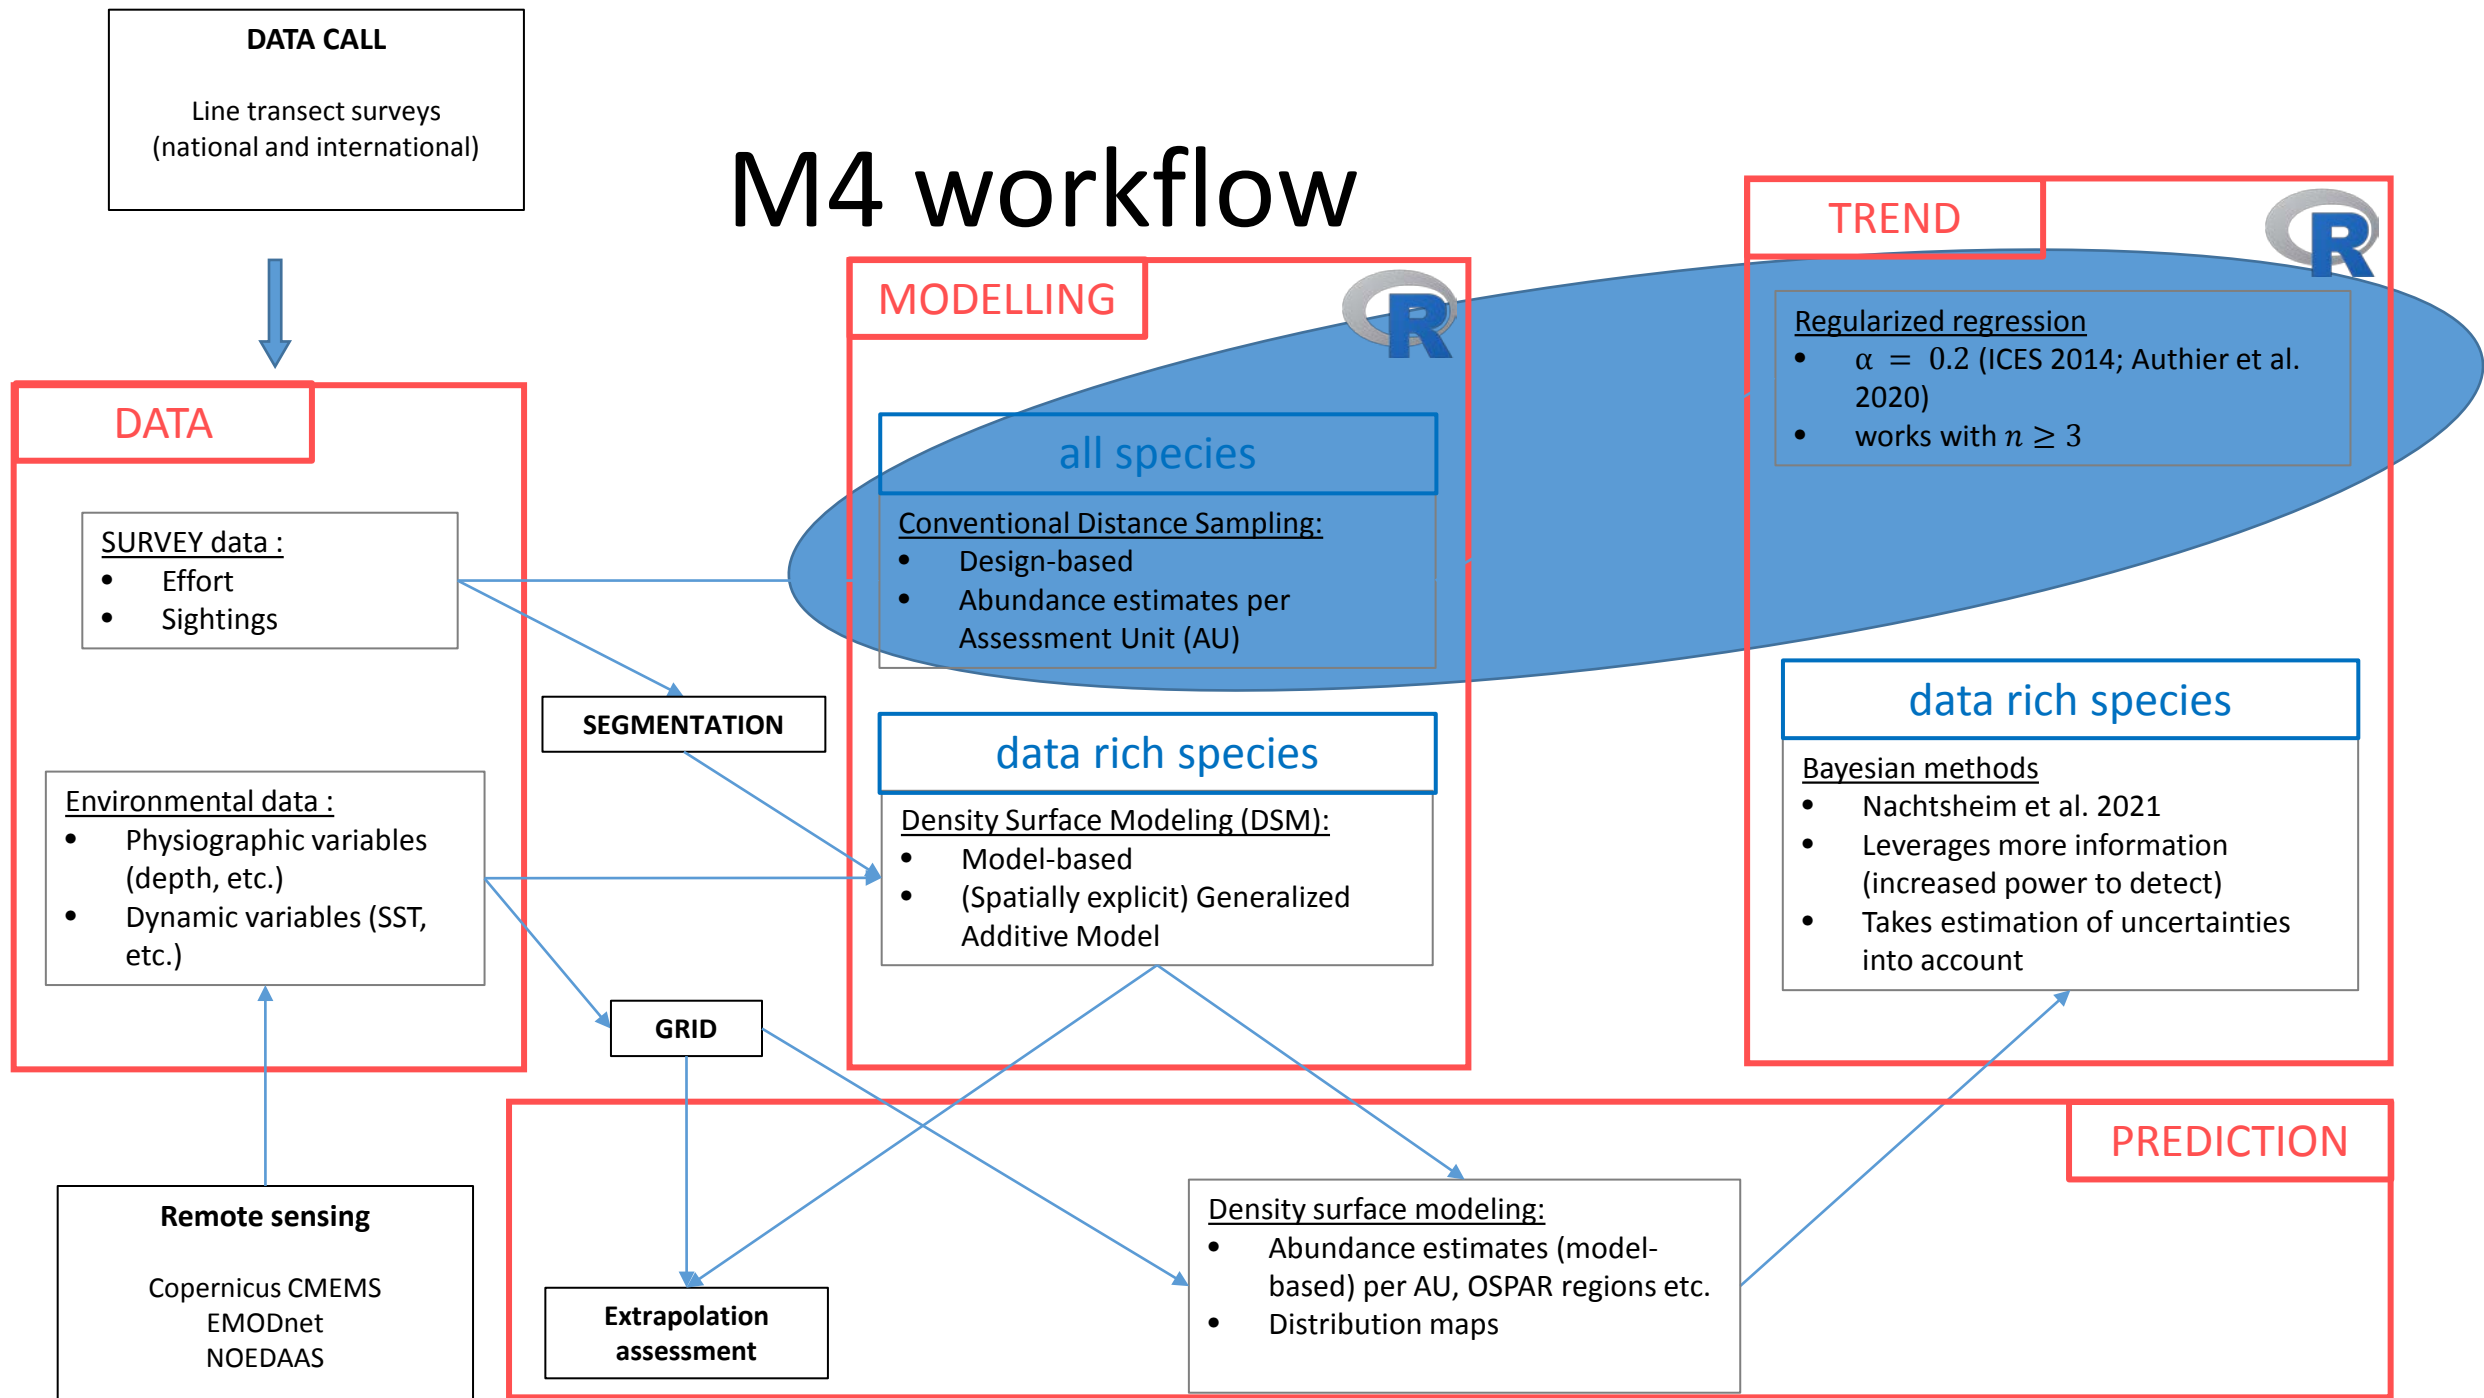 DATA CALL
Line transect surveys
(national and international)
M4 workflow
DATA
SURVEY data :
• Effort
• Sightings
Environmental data :
• Physiographic variables
(depth, etc.)
• Dynamic variables (SST,
etc.)
Remote sensing
Copernicus CMEMS
EMODnet
NOEDAAS
SEGMENTATION
GRID
MODELLING
R
all species
Conventional Distance Sampling:
• Design-based
• Abundance estimates per
Assessment Unit (AU)
data rich species
Density Surface Modeling (DSM):
• Model-based
• (Spatially explicit) Generalized
Additive Model
TREND
R
Regularized regression
• α = 0.2 (ICES 2014; Authier et al.
2020)
• works with n ≥ 3
data rich species
Bayesian methods
• Nachtsheim et al. 2021
• Leverages more information
(increased power to detect)
• Takes estimation of uncertainties
into account
PREDICTION
Extrapolation
assessment
Density surface modeling:
• Abundance estimates (model-
based) per AU, OSPAR regions etc.
• Distribution maps